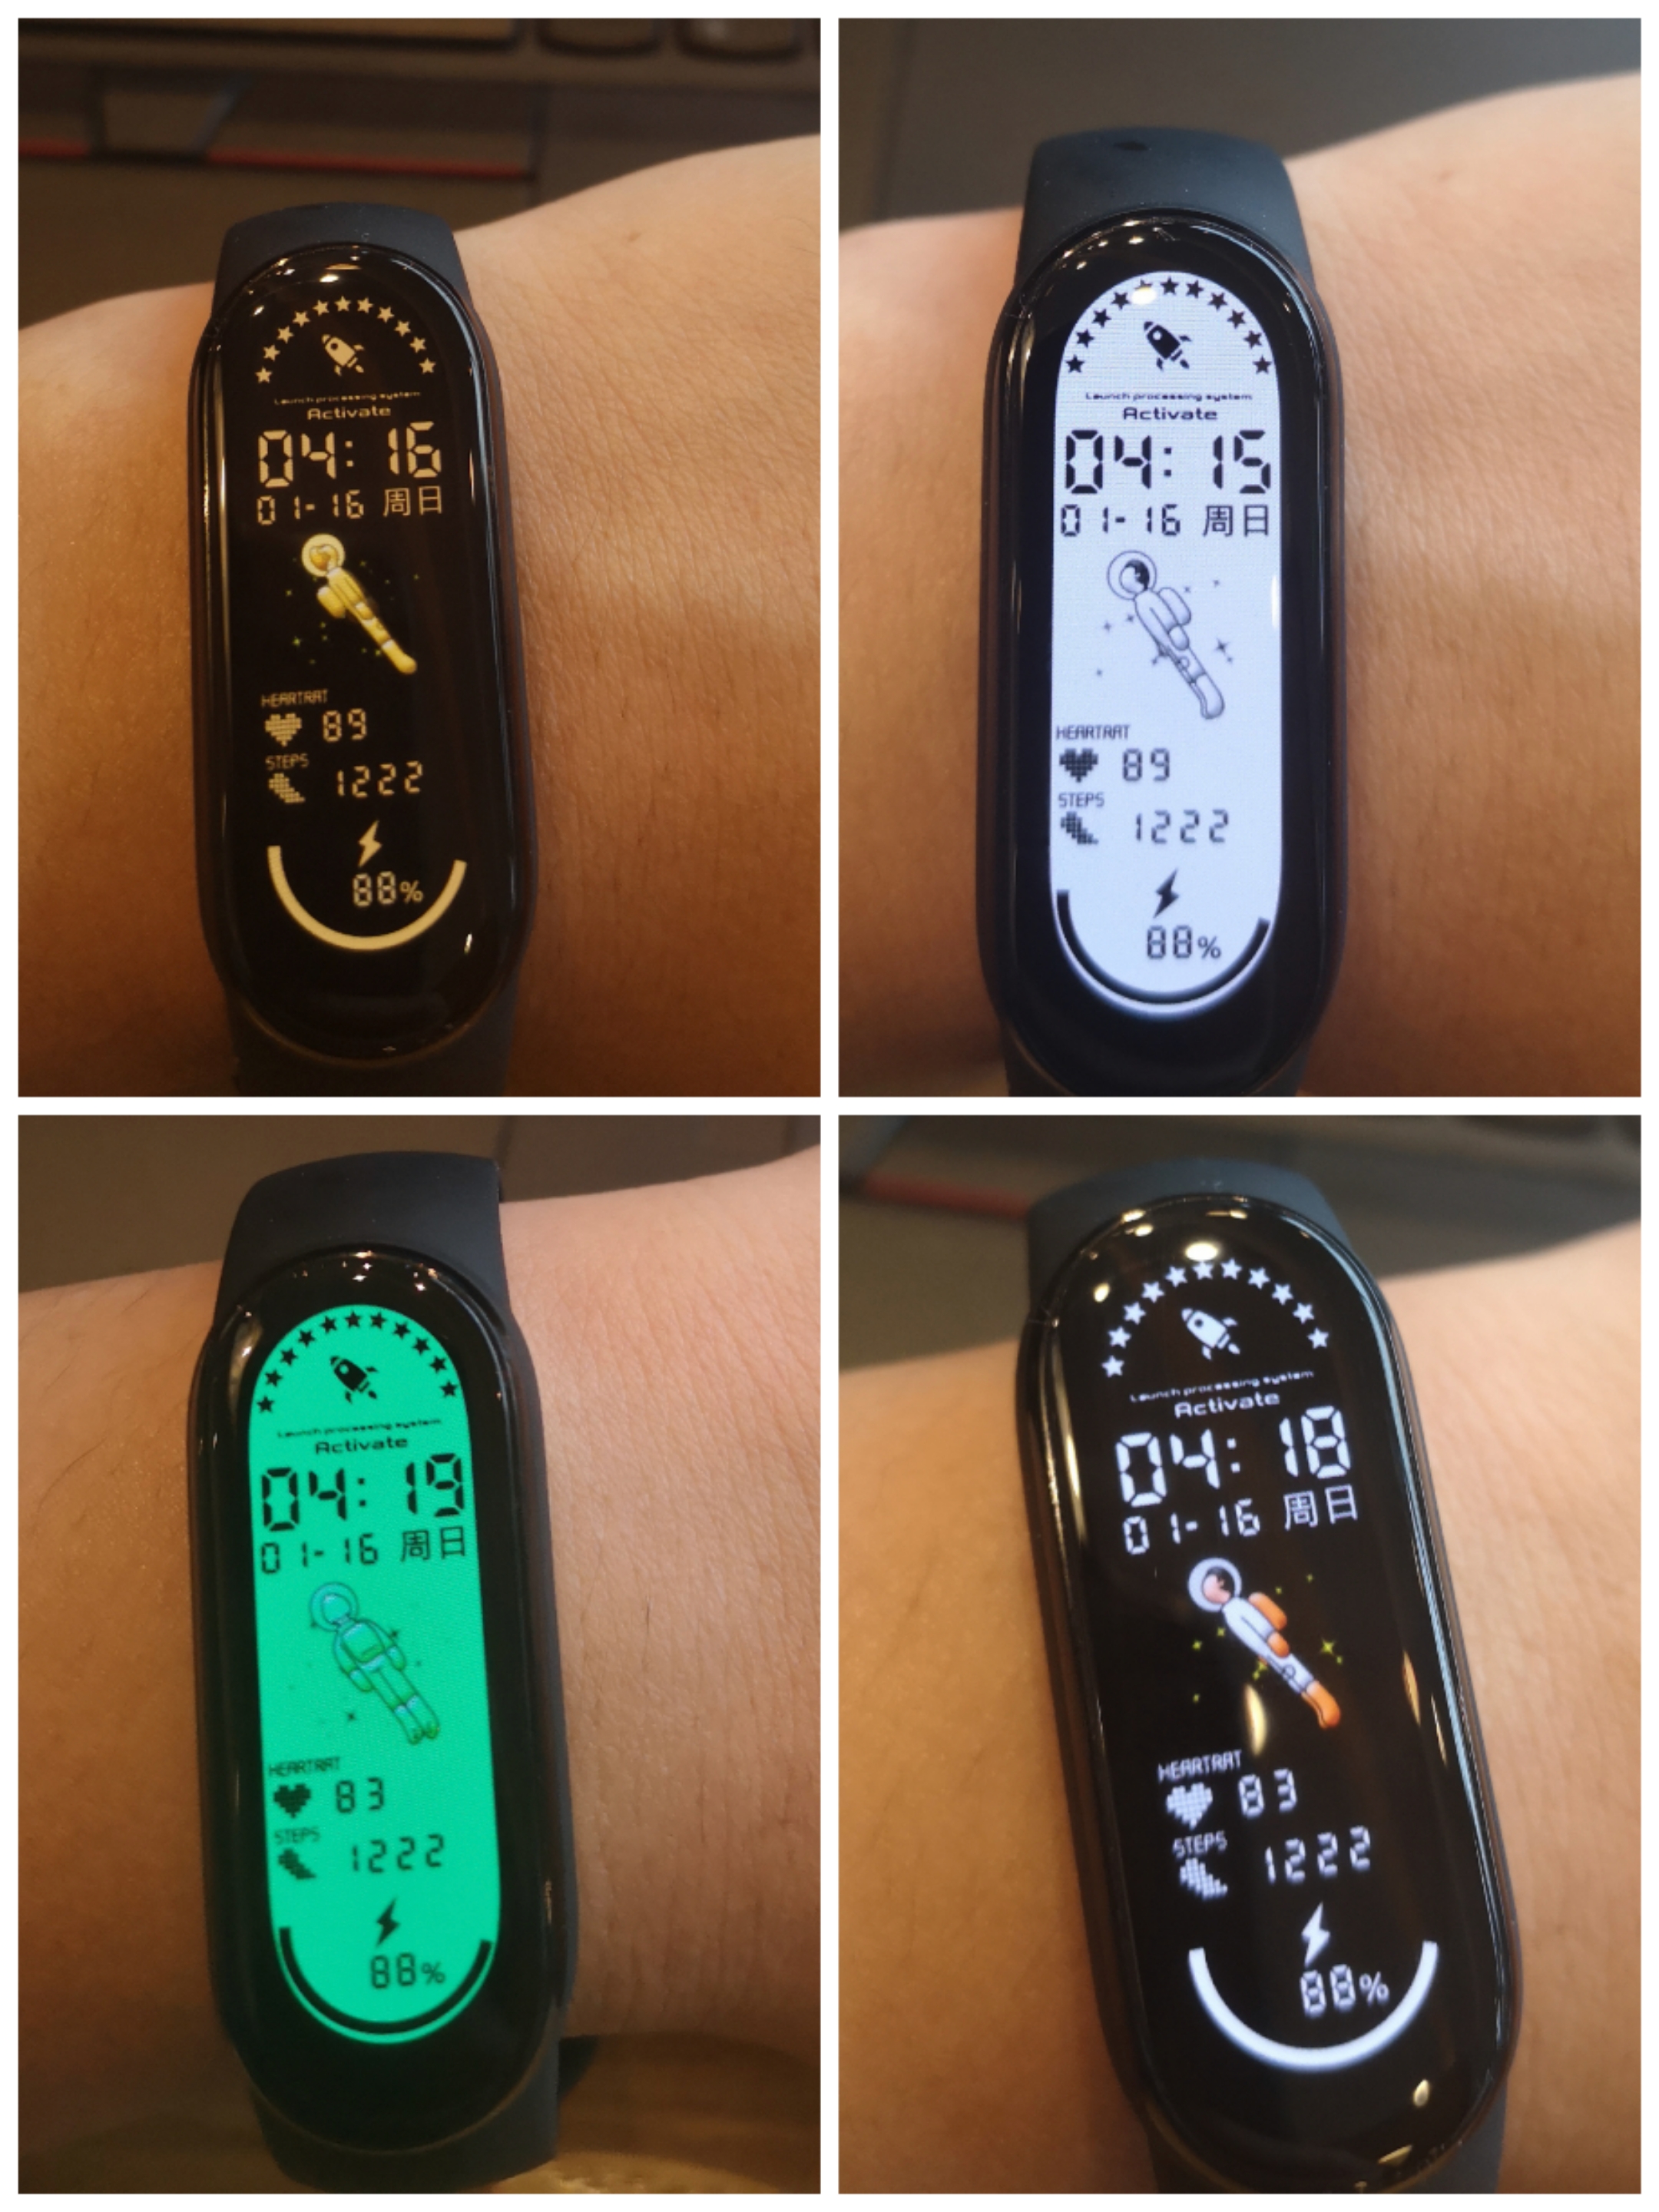 Launch processing system
Activate
04: 16
01-16 周日
HEARTRAT
89
STEPS
1222
88%
Launch processing system
Activate
04: 15
01-16 周日
HEARTRAT
89
STEPS
1222
88%
Launch processing system
Activate
04: 19
01-16 周日
HEARTRAT
83
STEPS
1222
88%
Launch processing system
Activate
04: 18
01-16 周日
HEARTRAT
83
STEPS
1222
88%